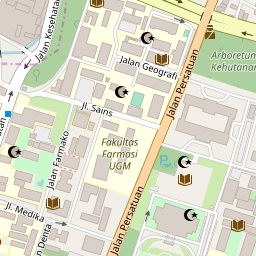 Jalan Kesehatan
Jalan Geografi
Arboretum
Kehutanan
Jalan Persatuan
Jl. Sains
Fakultas
Farmasi
UGM
Jalan Farmako
Jl. Medika
Jalan Persatuan
Denta